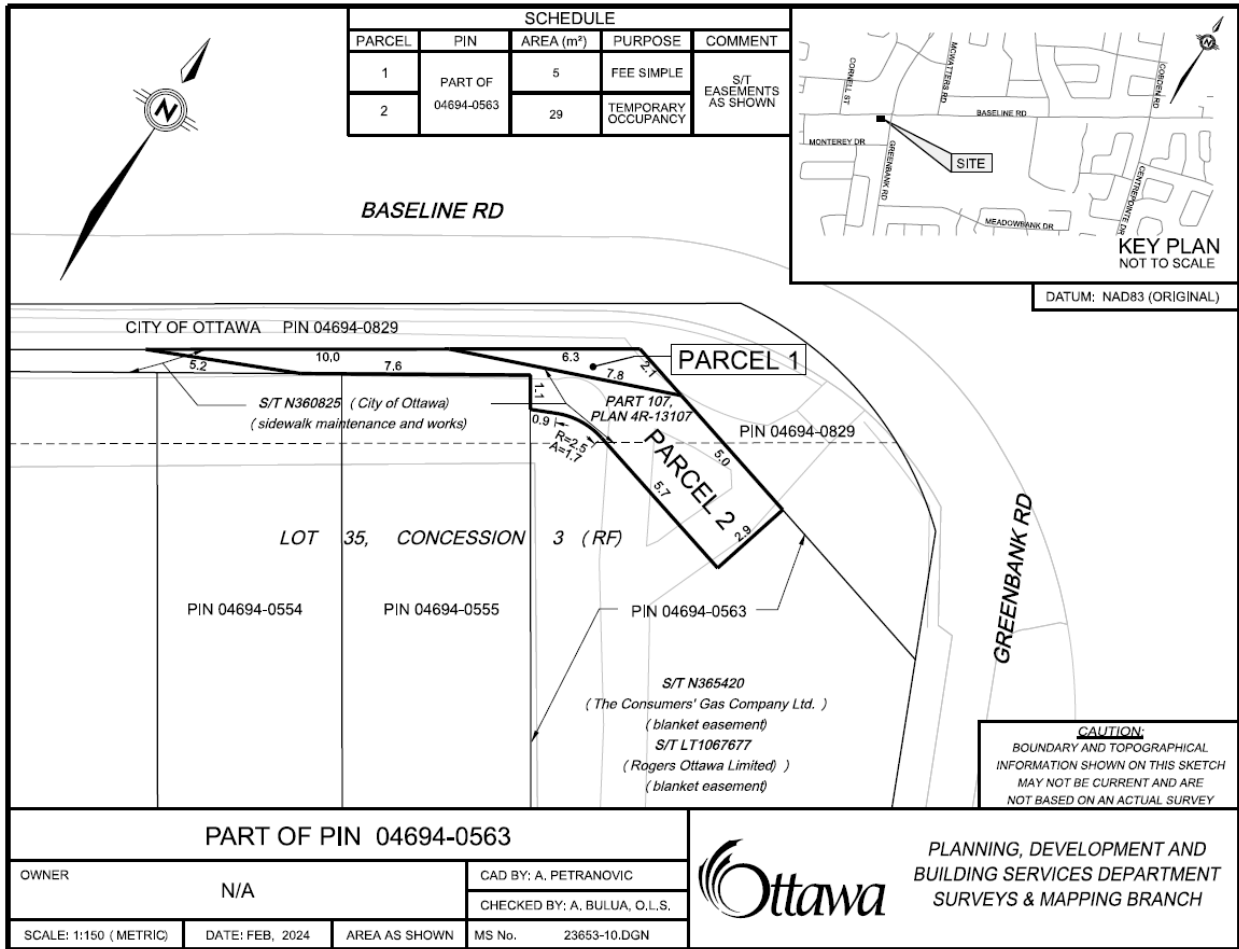 SCHEDULE
PARCEL PIN AREA (m²) PURPOSE COMMENT
1 PART OF 04694-0563 5 FEE SIMPLE S/T EASEMENTS AS SHOWN
2 29 TEMPORARY OCCUPANCY
N
BASELINE RD
CORNELL ST
MCWATTERS RD
CORDEN RD
BASELINE RD
MONTEREY DR
GREENBANK RD
SITE
CENTREPOINTE DR
MEADOWBANK DR
KEY PLAN
NOT TO SCALE
N
DATUM: NAD83 (ORIGINAL)
CITY OF OTTAWA PIN 04694-0829
5.2
10.0
7.6
6.3
7.8
2.1
PARCEL 1
1.1
S/T N360825 ( City of Ottawa)
( sidewalk maintenance and works)
PART 107,
PLAN 4R-13107
0.9
R=2.5
A=1.7
PIN 04694-0829
PARCEL 2
5.0
5.7
2.9
LOT 35, CONCESSION 3 ( RF)
GREENBANK RD
PIN 04694-0554
PIN 04694-0555
PIN 04694-0563
S/T N365420
( The Consumers' Gas Company Ltd. )
( blanket easement)
S/T LT1067677
( Rogers Ottawa Limited) )
( blanket easement)
CAUTION:
BOUNDARY AND TOPOGRAPHICAL
INFORMATION SHOWN ON THIS SKETCH
MAY NOT BE CURRENT AND ARE
NOT BASED ON AN ACTUAL SURVEY
PART OF PIN 04694-0563
OWNER
N/A
CAD BY: A. PETRANOVIC
CHECKED BY: A. BULUA, O.L.S.
SCALE: 1:150 ( METRIC)
DATE: FEB, 2024
AREA AS SHOWN
MS No. 23653-10.DGN
Ottawa
PLANNING, DEVELOPMENT AND
BUILDING SERVICES DEPARTMENT
SURVEYS & MAPPING BRANCH